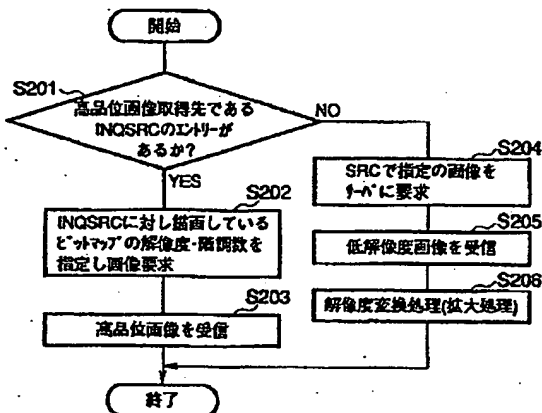 開始
S201
高品位画像取得先である
INQSRCのエントリーが
あるか?
NO
YES
S202
INQSRCに対し描画している
ビットマップの解像度・階調数を
指定し画像要求
S203
高品位画像を受信
S204
SRCで指定の画像を
サーバに要求
S205
低解像度画像を受信
S206
解像度変換処理(拡大処理)
終了